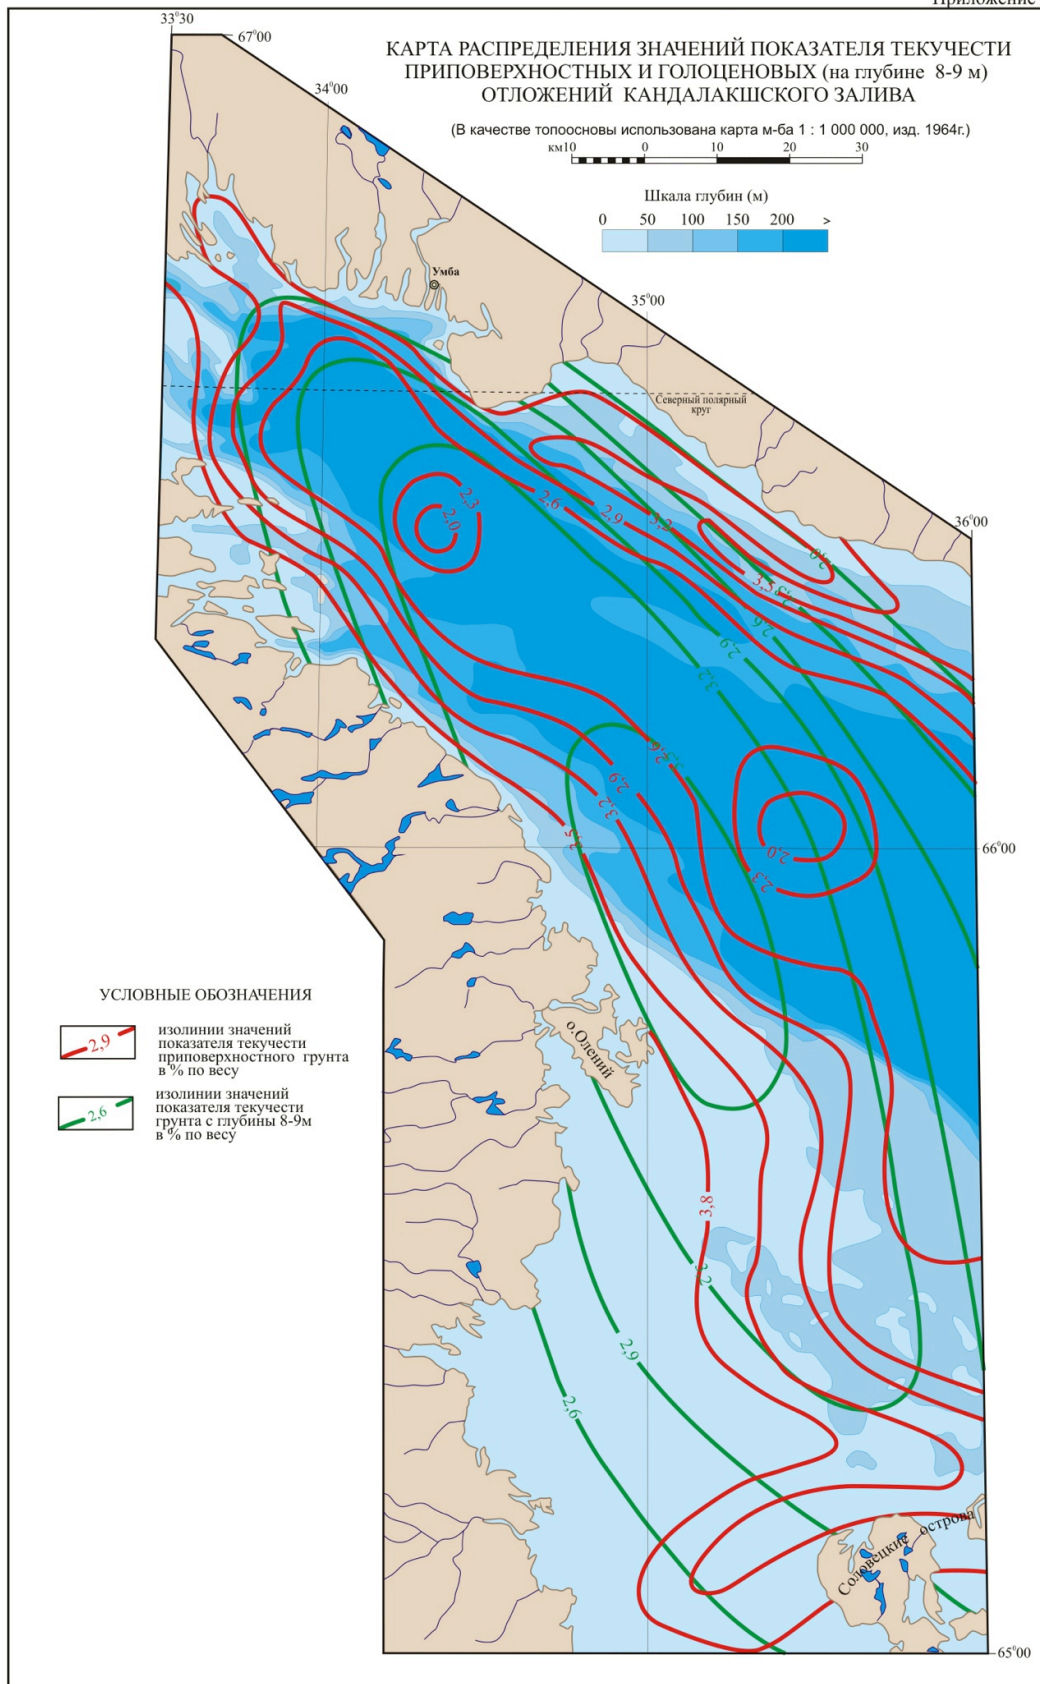 Приложение
33°30
67°00
34°00
КАРТА РАСПРЕДЕЛЕНИЯ ЗНАЧЕНИЙ ПОКАЗАТЕЛЯ ТЕКУЧЕСТИ
ПРИПОВЕРХНОСТНЫХ И ГОЛОЦЕНОВЫХ (на глубине 8-9 м)
ОТЛОЖЕНИЙ КАНДАЛАКШСКОГО ЗАЛИВА
(В качестве топоосновы использована карта м-ба 1 : 1 000 000, изд. 1964г.)
км10 0 10 20 30
Шкала глубин (м)
0 50 100 150 200 >
Умба
35°00
Северный полярный
круг
2,3
2,0
2,6
2,9
3,2
36°00
3,5
2,6
2,9
3,2
2,6
2,9
3,2
3,5
2,0
2,3
66°00
УСЛОВНЫЕ ОБОЗНАЧЕНИЯ
2,9
изолинии значений
показателя текучести
приповерхностного грунта
в % по весу
2,6
изолинии значений
показателя текучести
грунта с глубины 8-9м
в % по весу
о.Олений
3,8
3,2
2,9
2,6
Соловецкие острова
65°00